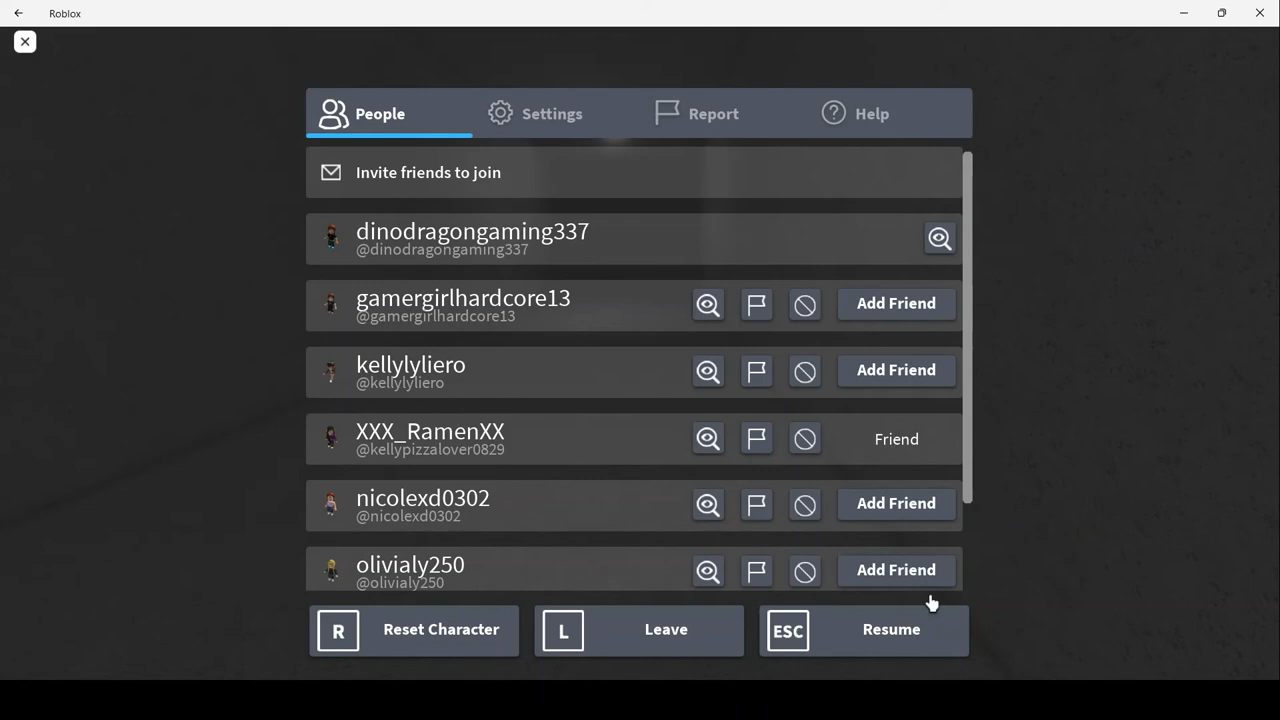 Roblox
People
Settings
Report
Help
Invite friends to join
dinodragongaming337
@dinodragongaming337
gamergirlhardcore13
@gamergirlhardcore13
Add Friend
kellylyliero
@kellylyliero
Add Friend
XXX_RamenXX
@kellypizzalover0829
Friend
nicolexd0302
@nicolexd0302
Add Friend
olivialy250
@olivialy250
Add Friend
R Reset Character
L Leave
ESC Resume